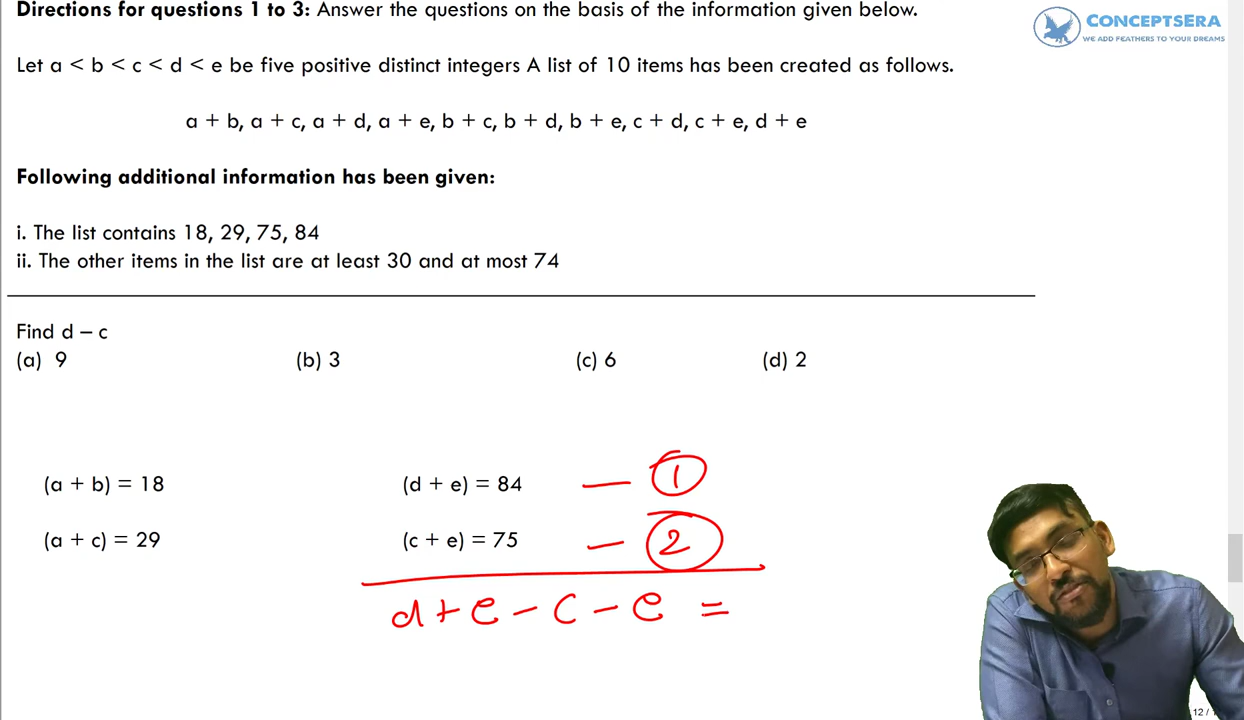 Directions for questions 1 to 3: Answer the questions on the basis of the information given below.
CONCEPTSERA
WE ADD FEATHERS TO YOUR DREAMS
Let a < b < c < d < e be five positive distinct integers A list of 10 items has been created as follows.
a + b, a + c, a + d, a + e, b + c, b + d, b + e, c + d, c + e, d + e
Following additional information has been given:
i. The list contains 18, 29, 75, 84
ii. The other items in the list are at least 30 and at most 74
Find d – c
(a) 9 (b) 3 (c) 6 (d) 2
(a + b) = 18 (d + e) = 84 — 1
(a + c) = 29 (c + e) = 75 — 2
d + e - c - e =
12 /